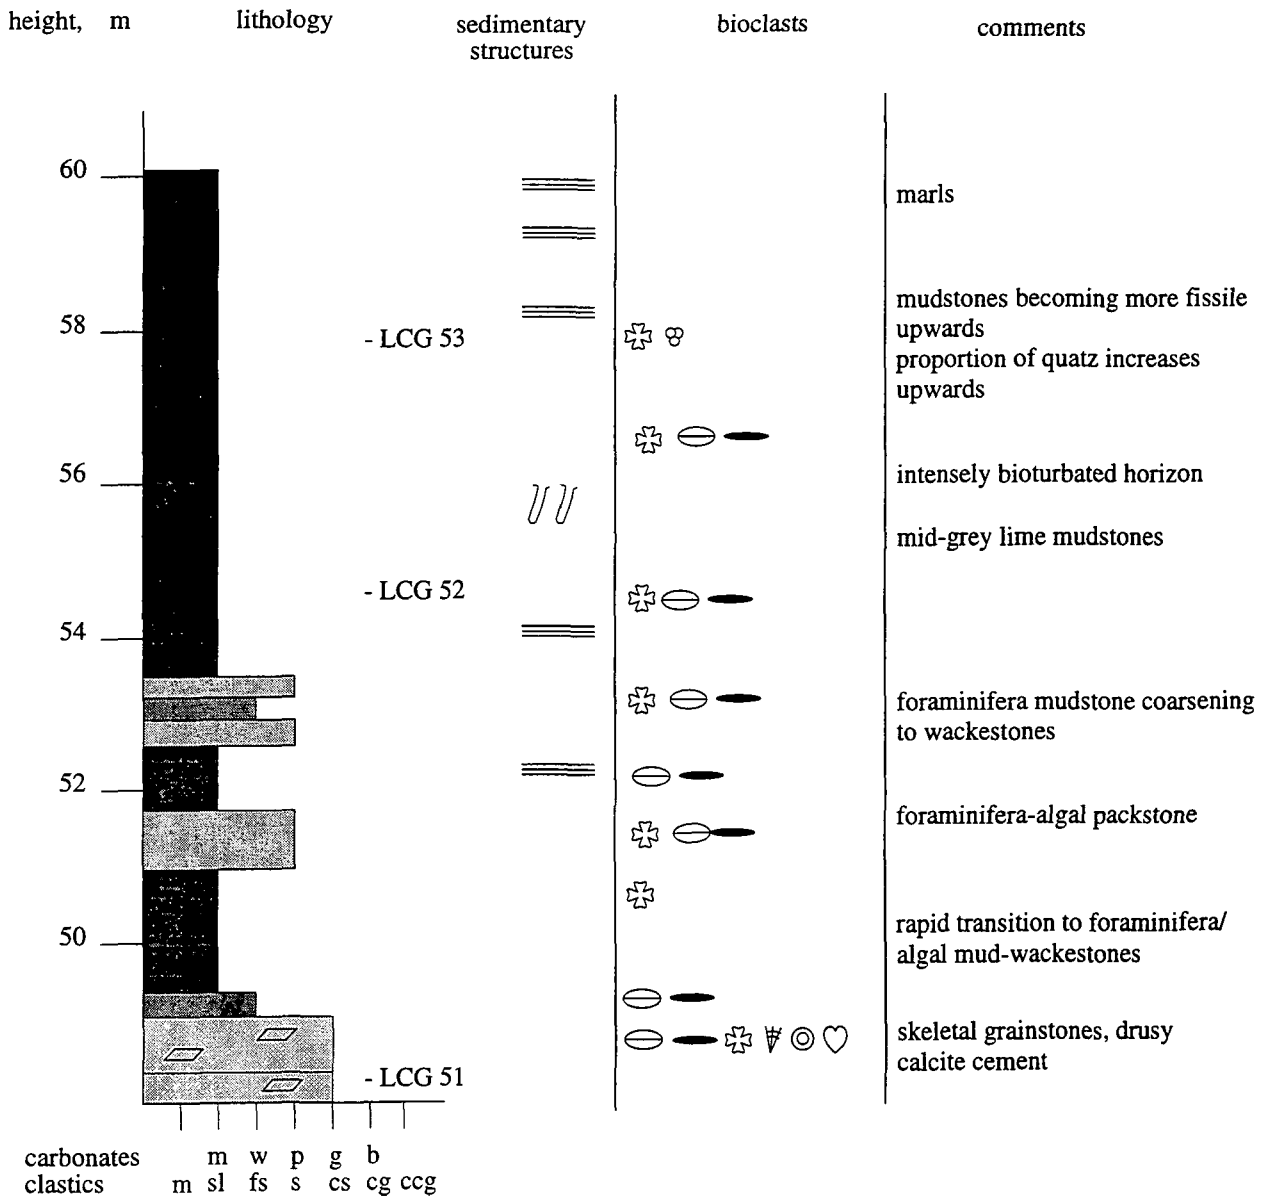 height, m lithology sedimentary structures bioclasts comments
60
marls
mudstones becoming more fissile
upwards
58
- LCG 53
proportion of quatz increases
upwards
56
intensely bioturbated horizon
mid-grey lime mudstones
- LCG 52
54
foraminifera mudstone coarsening
to wackestones
52
foraminifera-algal packstone
50
rapid transition to foraminifera/
algal mud-wackestones
skeletal grainstones, drusy
calcite cement
- LCG 51
carbonates m w p g b
clastics m sl fs s cs cg ccg